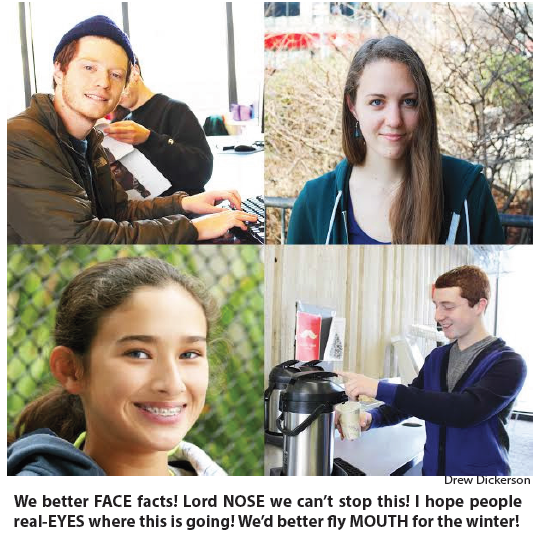 Drew Dickerson
We better FACE facts! Lord NOSE we can't stop this! I hope people
real-EYES where this is going! We'd better fly MOUTH for the winter!